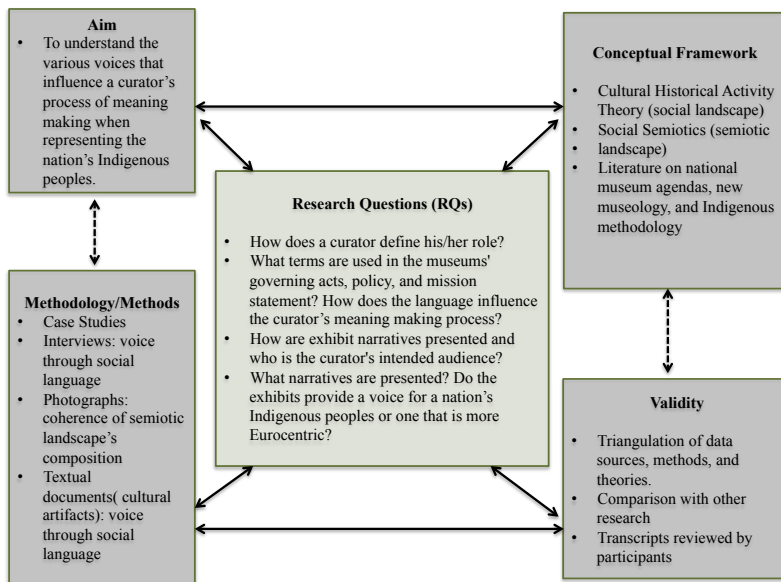 Aim
• To understand the
various voices that
influence a curator's
process of meaning
making when
representing the
nation's Indigenous
peoples.
Conceptual Framework
• Cultural Historical Activity
Theory (social landscape)
• Social Semiotics (semiotic
• landscape)
• Literature on national
museum agendas, new
museology, and Indigenous
methodology
Research Questions (RQs)
• How does a curator define his/her role?
• What terms are used in the museums'
governing acts, policy, and mission
statement? How does the language influence
the curator's meaning making process?
• How are exhibit narratives presented and
who is the curator's intended audience?
• What narratives are presented? Do the
exhibits provide a voice for a nation's
Indigenous peoples or one that is more
Eurocentric?
Methodology/Methods
• Case Studies
• Interviews: voice
through social
language
• Photographs:
coherence of semiotic
landscape's
composition
• Textual
documents( cultural
artifacts): voice
through social
language
Validity
• Triangulation of data
sources, methods, and
theories.
• Comparison with other
research
• Transcripts reviewed by
participants